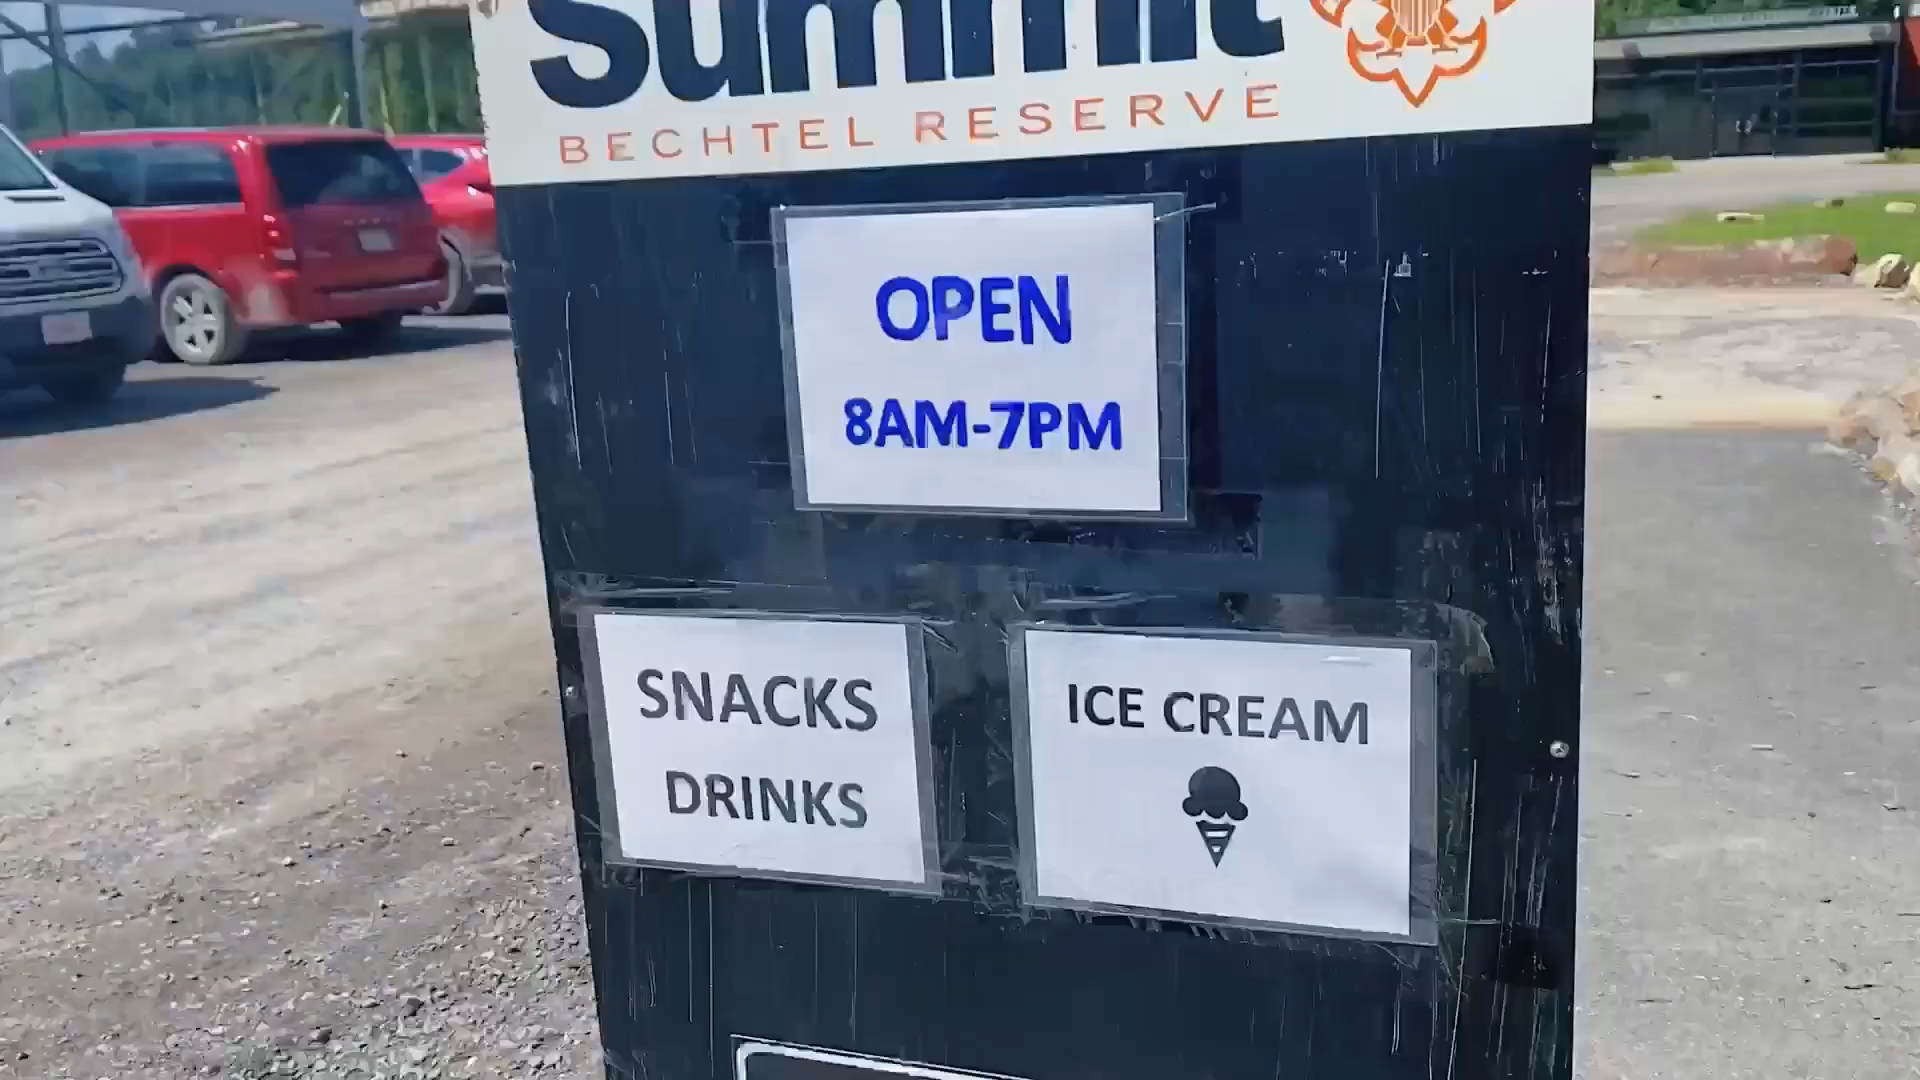 Summit
BECHTEL RESERVE
OPEN
8AM-7PM
SNACKS
DRINKS
ICE CREAM